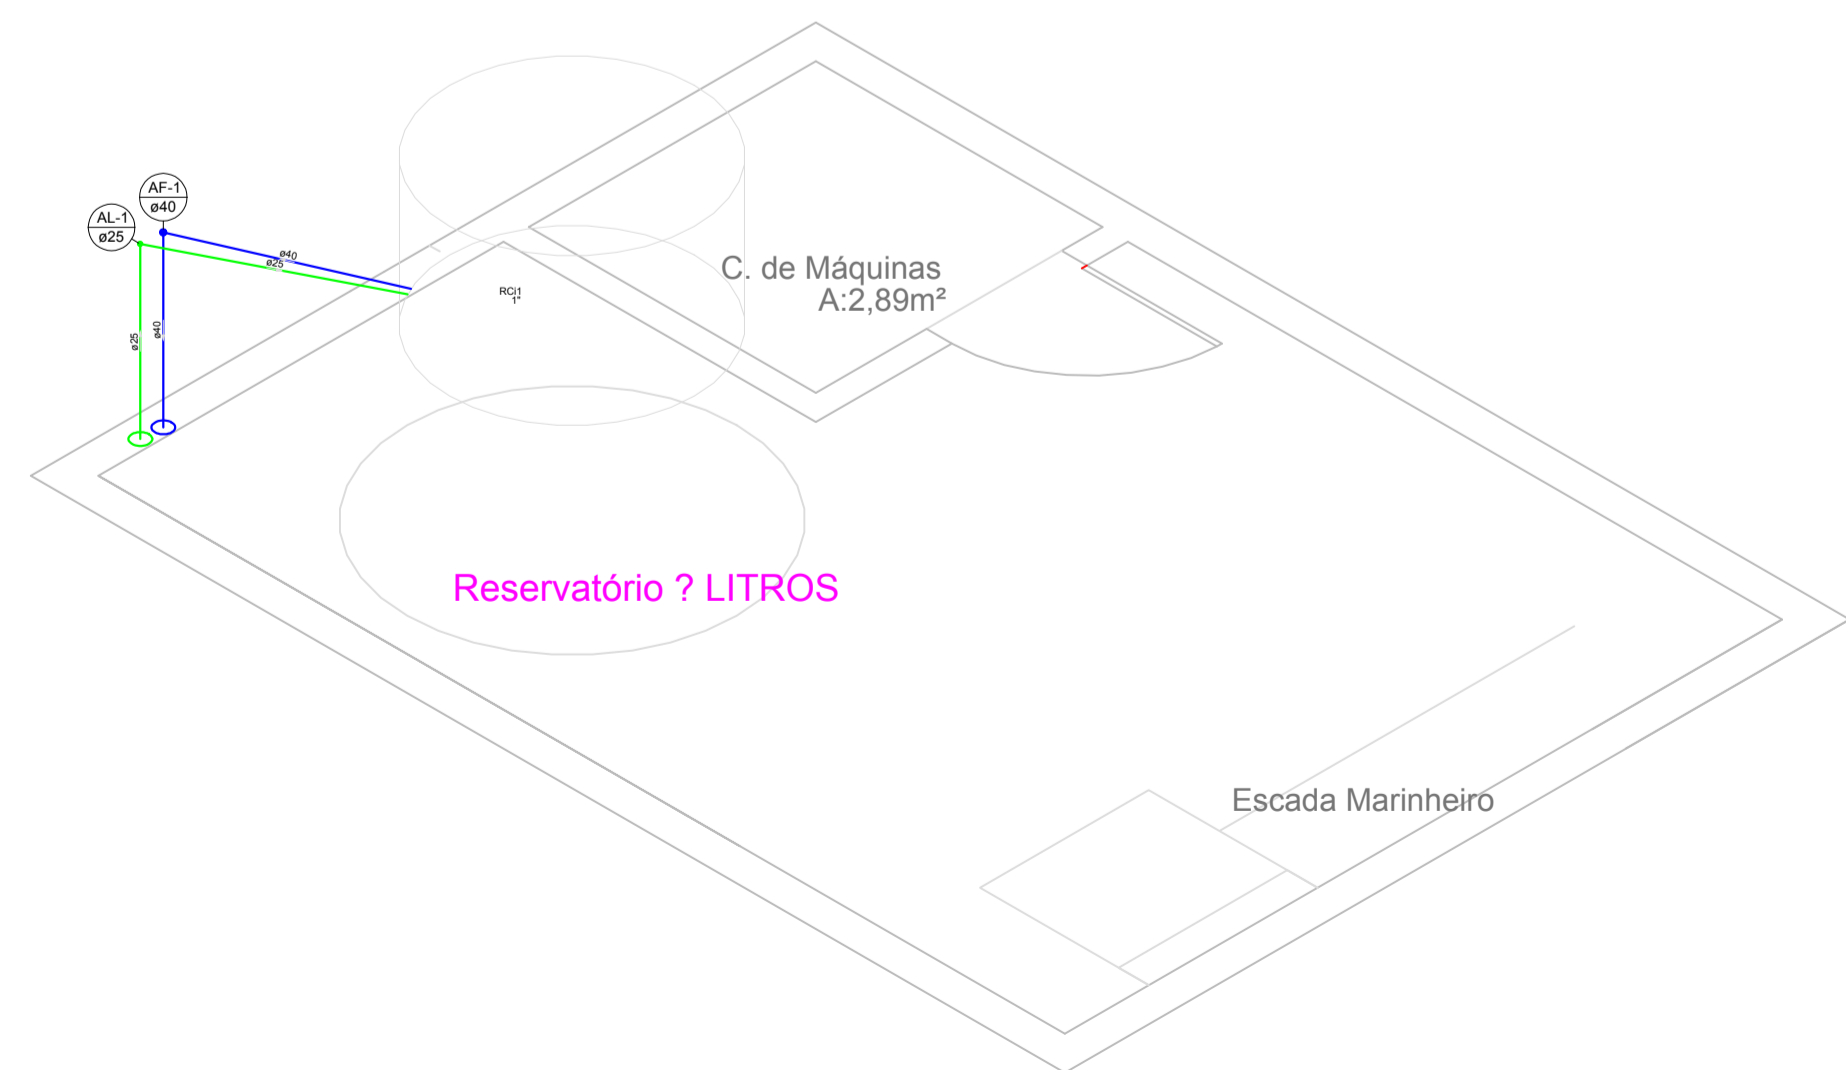 AF-1
ø40
AL-1
ø25
ø40
ø25
RCi1
1"
ø25
ø40
C. de Máquinas
A:2,89m²
Reservatório ? LITROS
Escada Marinheiro